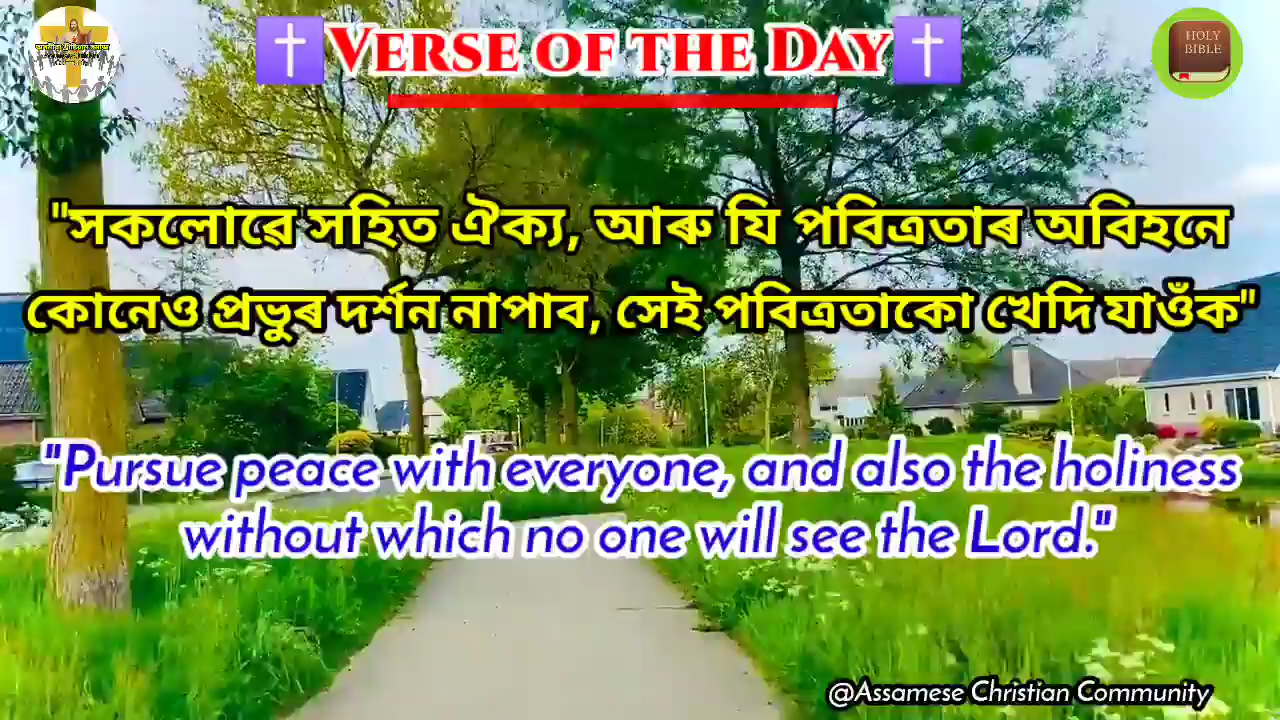 ✝VERSE OF THE DAY✝
HOLY
BIBLE
"সকলোৱে সহিত ঐক্য, আৰু যি পবিত্ৰতাৰ অবিহনে
কোনেও প্ৰভুৰ দৰ্শন নাপাব, সেই পবিত্ৰতাকো খেদি যাওঁক"
"Pursue peace with everyone, and also the holiness
without which no one will see the Lord."
@Assamese Christian Community